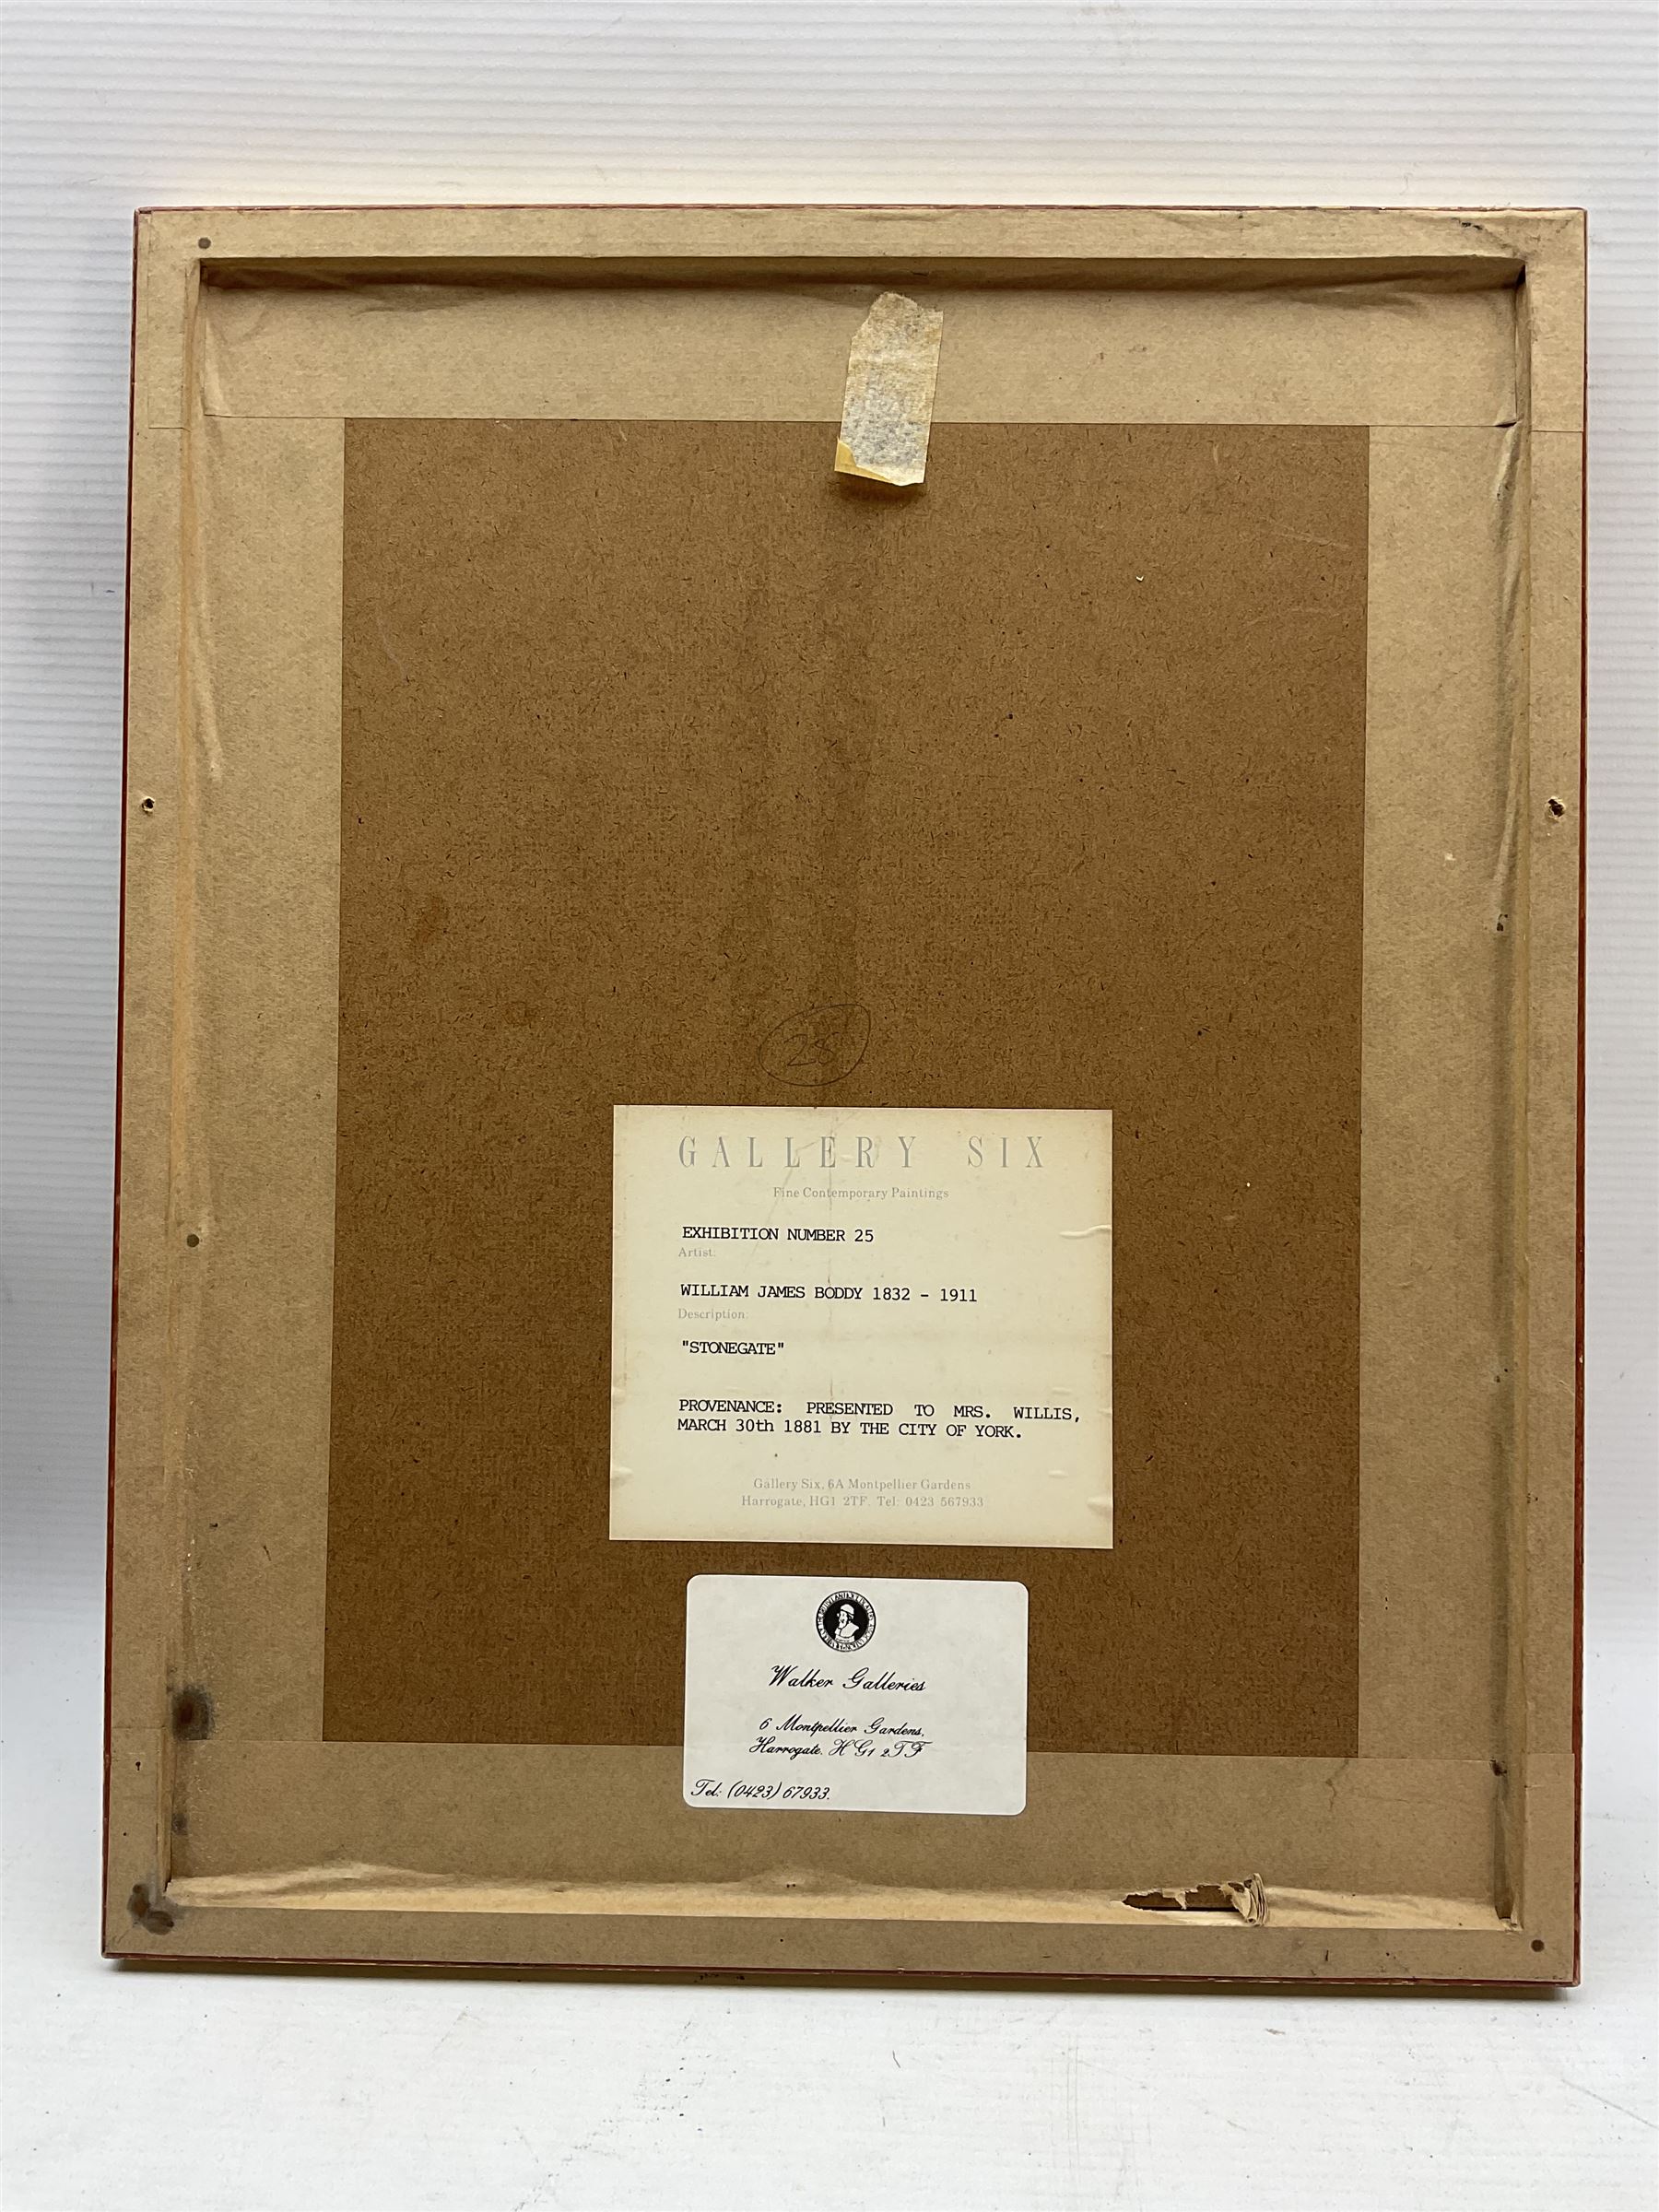 28
GALLERY SIX
Fine Contemporary Paintings
EXHIBITION NUMBER 25
Artist:
WILLIAM JAMES BODDY 1832 - 1911
Description:
"STONEGATE"
PROVENANCE: PRESENTED TO MRS. WILLIS,
MARCH 30th 1881 BY THE CITY OF YORK.
Gallery Six, 6A Montpellier Gardens
Harrogate, HG1 2TF. Tel: 0423 567933
Walker Galleries
6 Montpellier Gardens,
Harrogate. HG1 2TF
Tel: (0423) 67933.